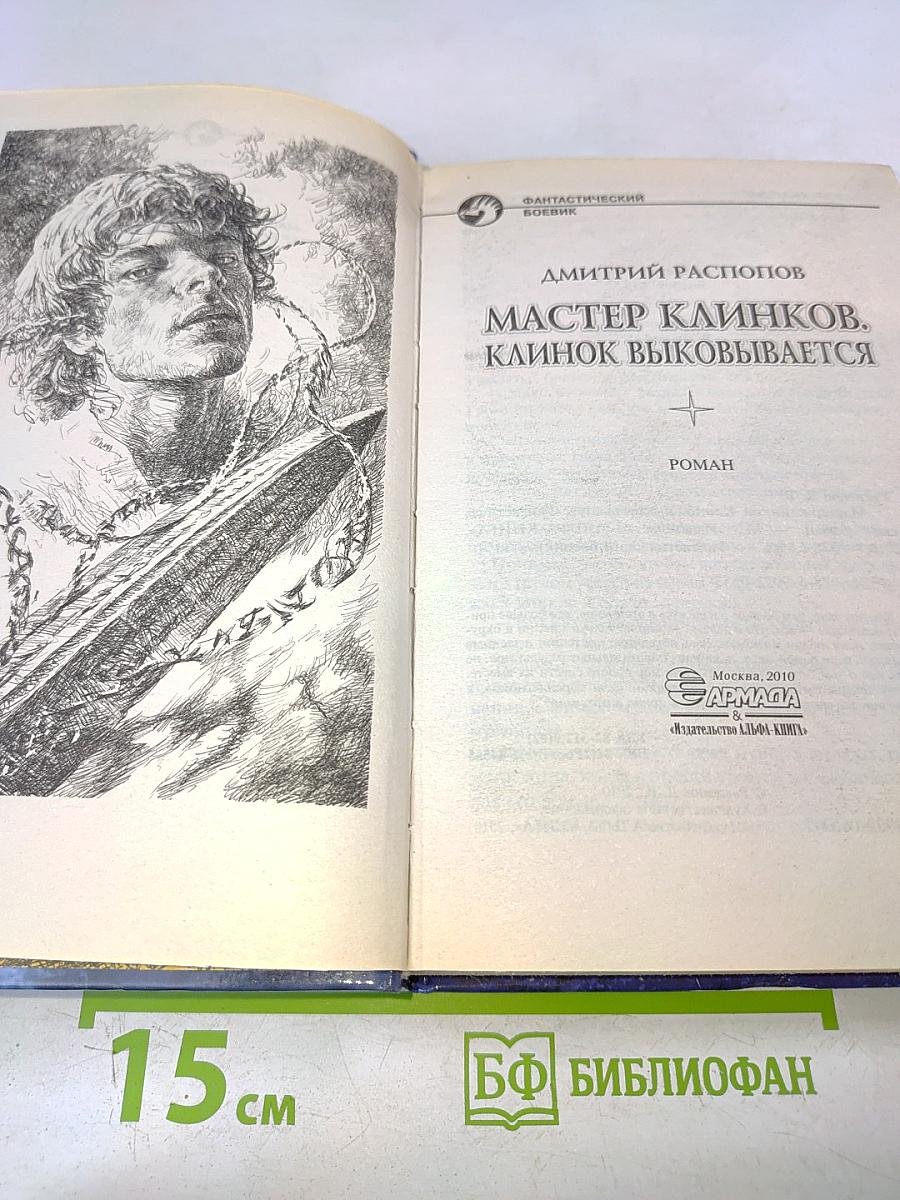 ФАНТАСТИЧЕСКИЙ
БОЕВИК
ДМИТРИЙ РАСПОПОВ
МАСТЕР КЛИНКОВ.
КЛИНОК ВЫКОВЫВАЕТСЯ
РОМАН
Москва, 2010
АРМАДА
&
«Издательство АЛЬФА-КНИГА»
15 см
БФ БИБЛИОФАН